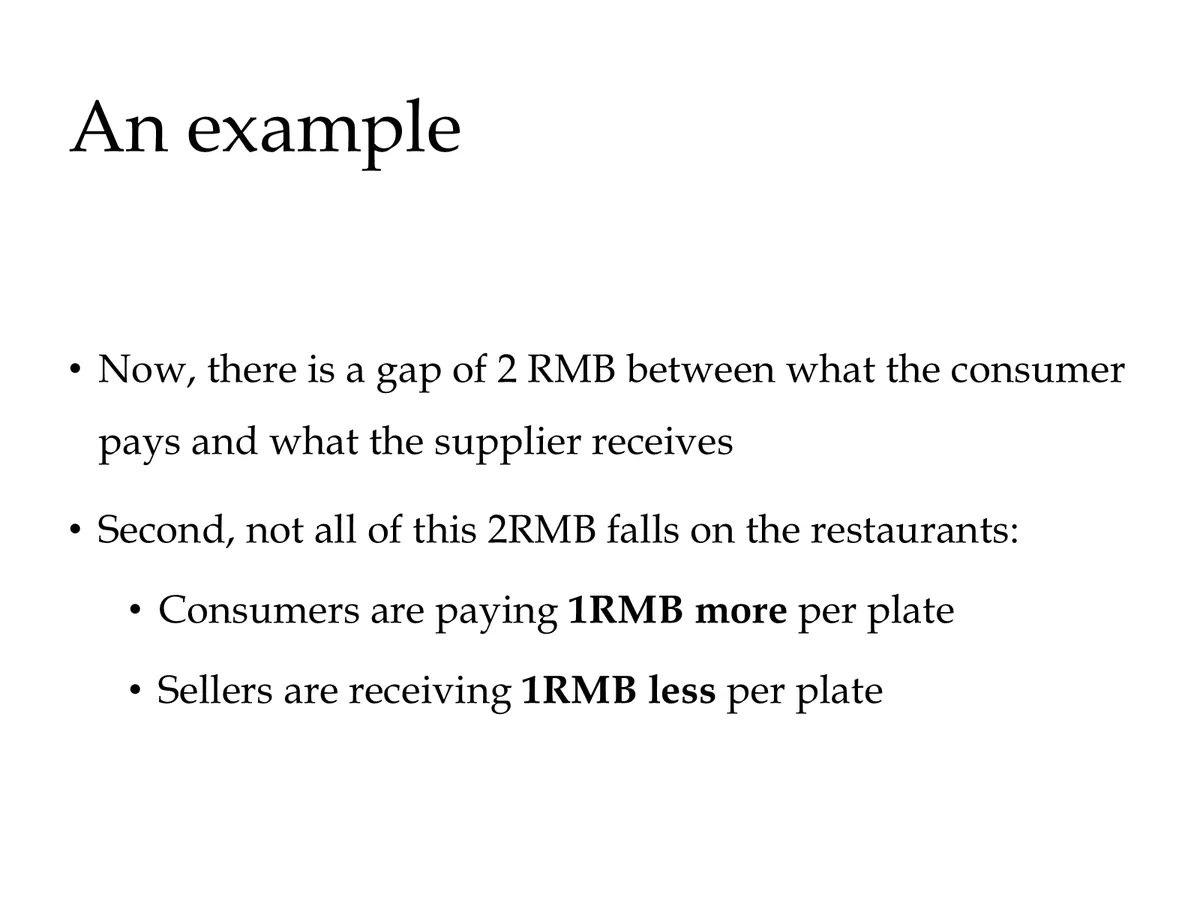 An example
• Now, there is a gap of 2 RMB between what the consumer
pays and what the supplier receives
• Second, not all of this 2RMB falls on the restaurants:
• Consumers are paying 1RMB more per plate
• Sellers are receiving 1RMB less per plate